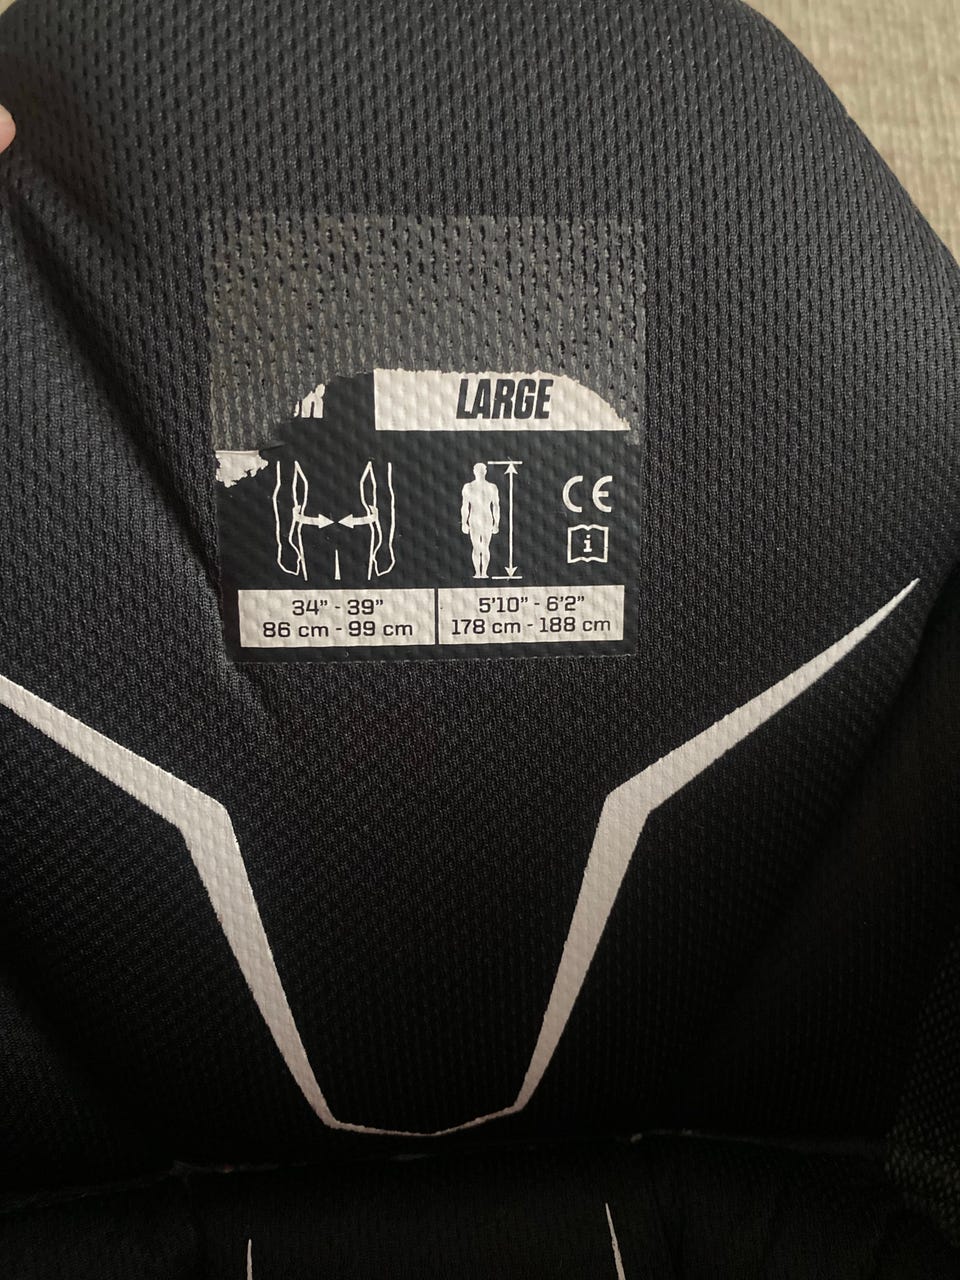 LARGE
CE
i
34" - 39"
86 cm - 99 cm
5'10" - 6'2"
178 cm - 188 cm